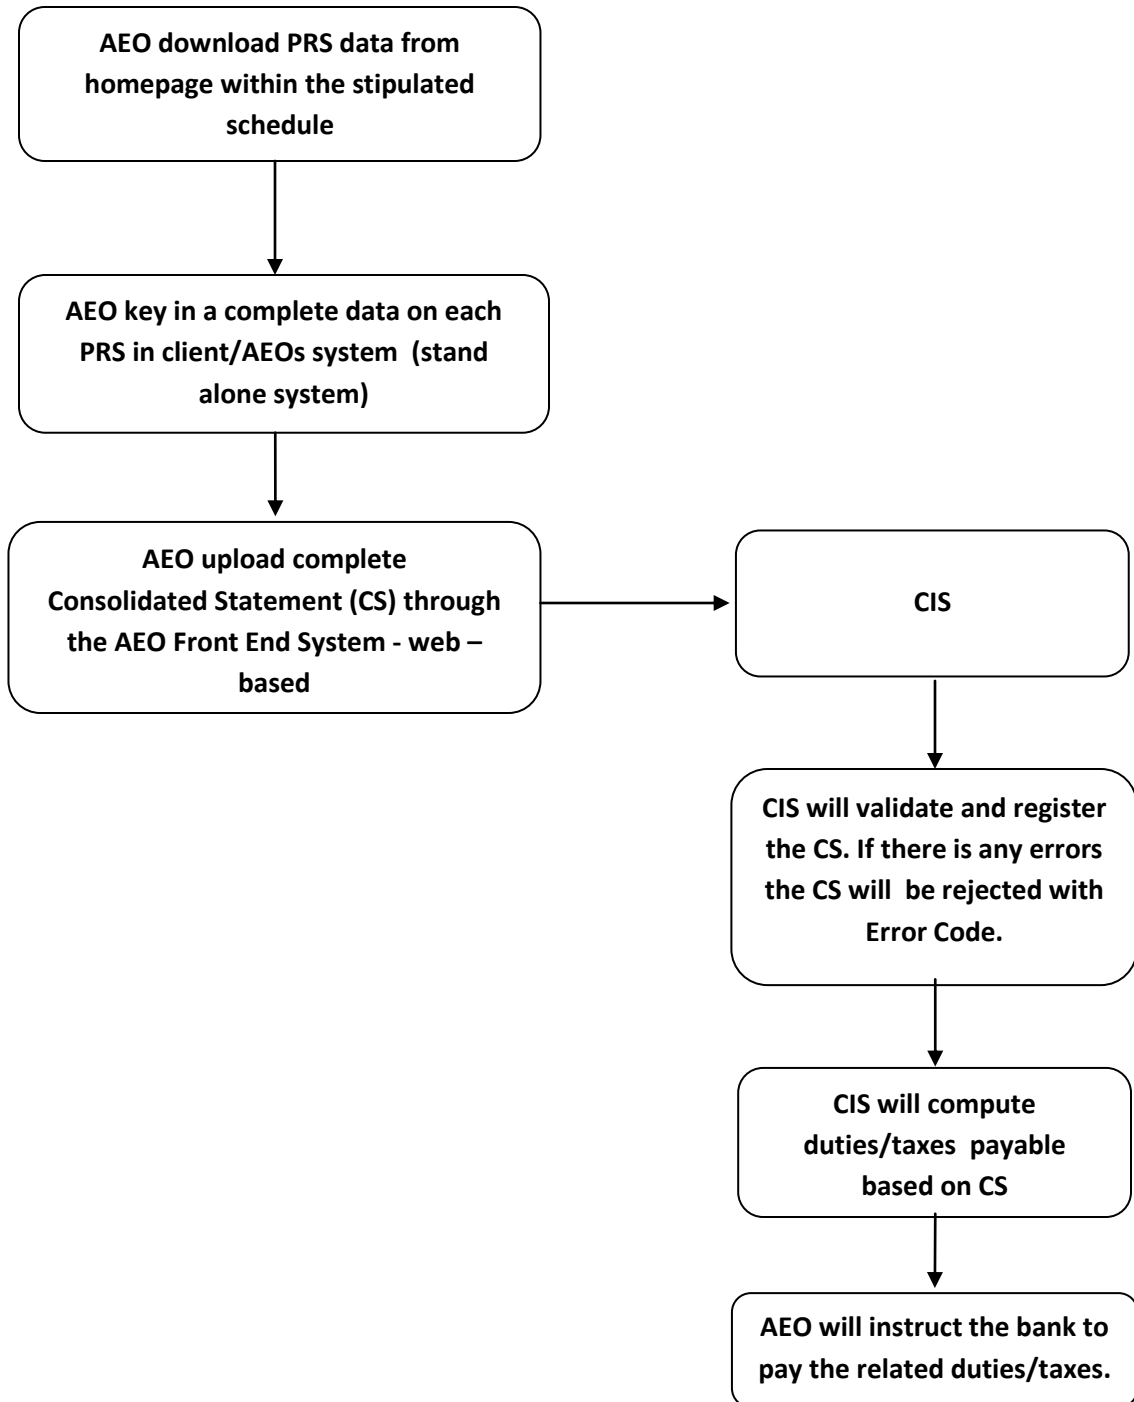 AEO download PRS data from
homepage within the stipulated
schedule
AEO key in a complete data on each
PRS in client/AEOs system (stand
alone system)
AEO upload complete
Consolidated Statement (CS) through
the AEO Front End System - web –
based
CIS
CIS will validate and register
the CS. If there is any errors
the CS will be rejected with
Error Code.
CIS will compute
duties/taxes payable
based on CS
AEO will instruct the bank to
pay the related duties/taxes.